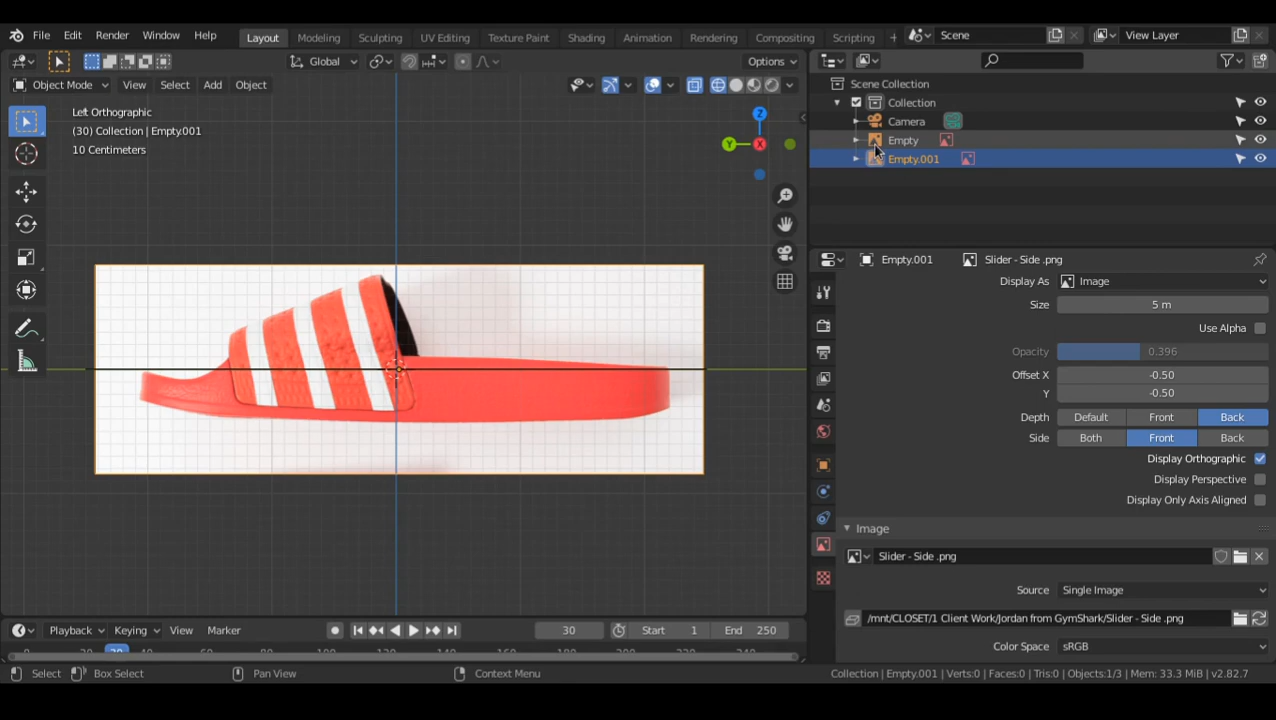 File Edit Render Window Help Layout Modeling Sculpting UV Editing Texture Paint Shading Animation Rendering Compositing Scripting + Scene View Layer
Global Options
Object Mode View Select Add Object
Left Orthographic
(30) Collection | Empty.001
10 Centimeters
Z
Y X
Scene Collection
Collection
Camera
Empty
Empty.001
Empty.001 Slider - Side .png
Display As Image
Size 5 m
Use Alpha
Opacity 0.396
Offset X -0.50
Y -0.50
Depth Default Front Back
Side Both Front Back
Display Orthographic
Display Perspective
Display Only Axis Aligned
Image
Slider - Side .png
Source Single Image
/mnt/CLOSET/1 Client Work/Jordan from GymShark/Slider - Side .png
Color Space sRGB
Playback Keying View Marker 30 Start 1 End 250
Select Box Select Pan View Context Menu Collection | Empty.001 | Verts:0 | Faces:0 | Tris:0 | Objects:1/3 | Mem: 33.3 MiB | v2.82.7